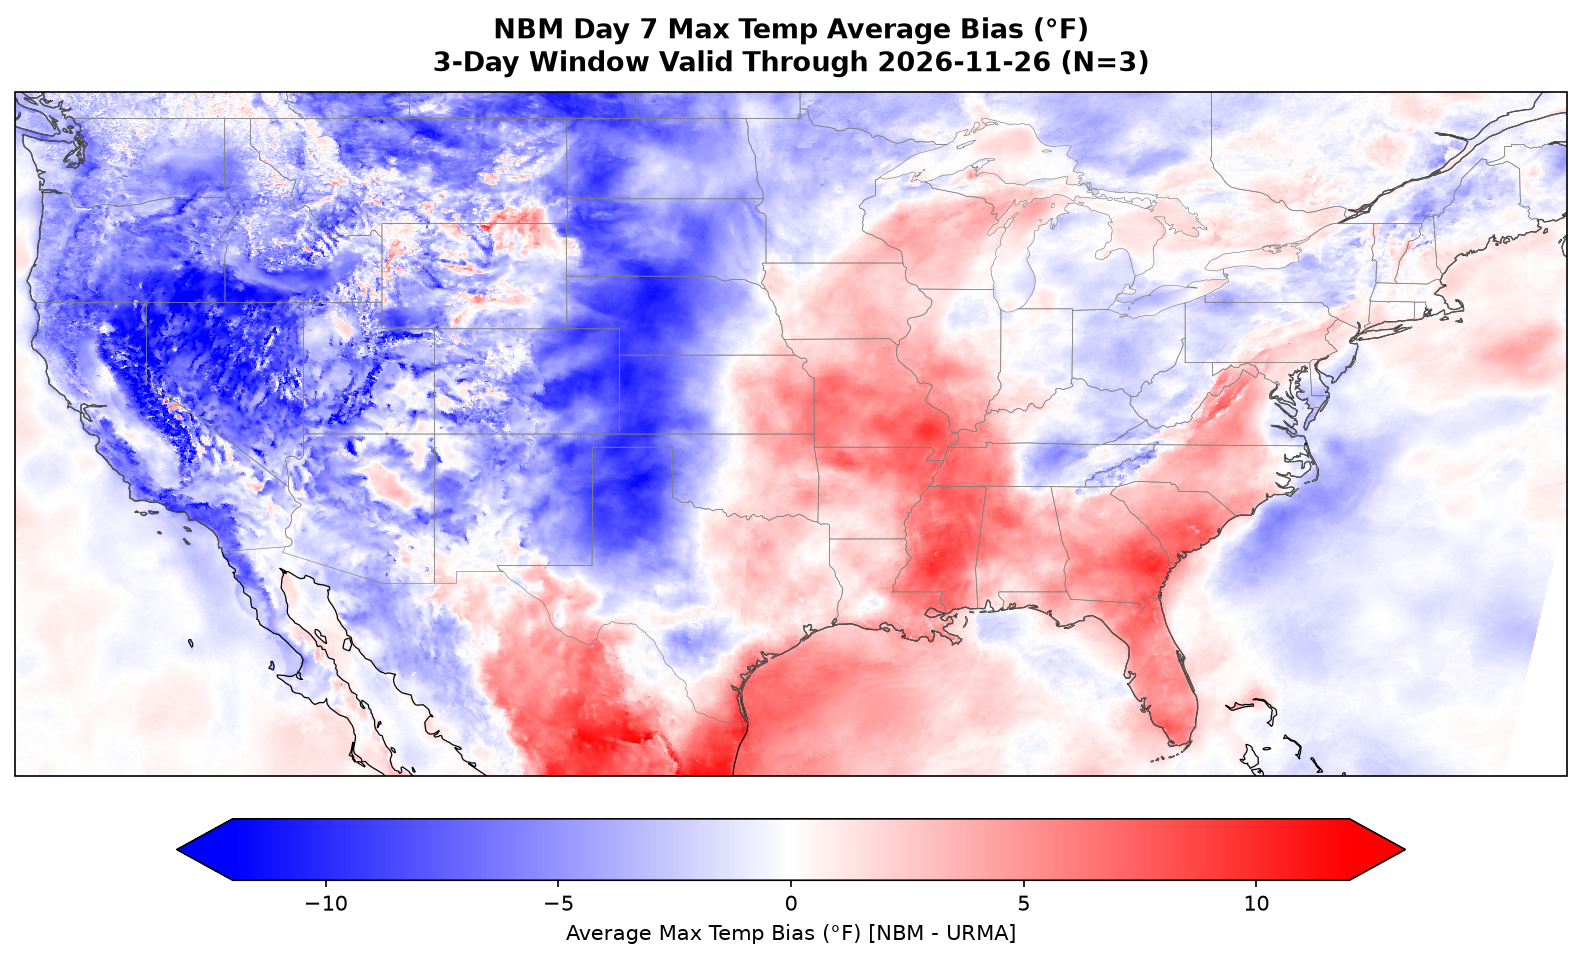 NBM Day 7 Max Temp Average Bias (°F)
3-Day Window Valid Through 2026-11-26 (N=3)
−10 −5 0 5 10
Average Max Temp Bias (°F) [NBM - URMA]